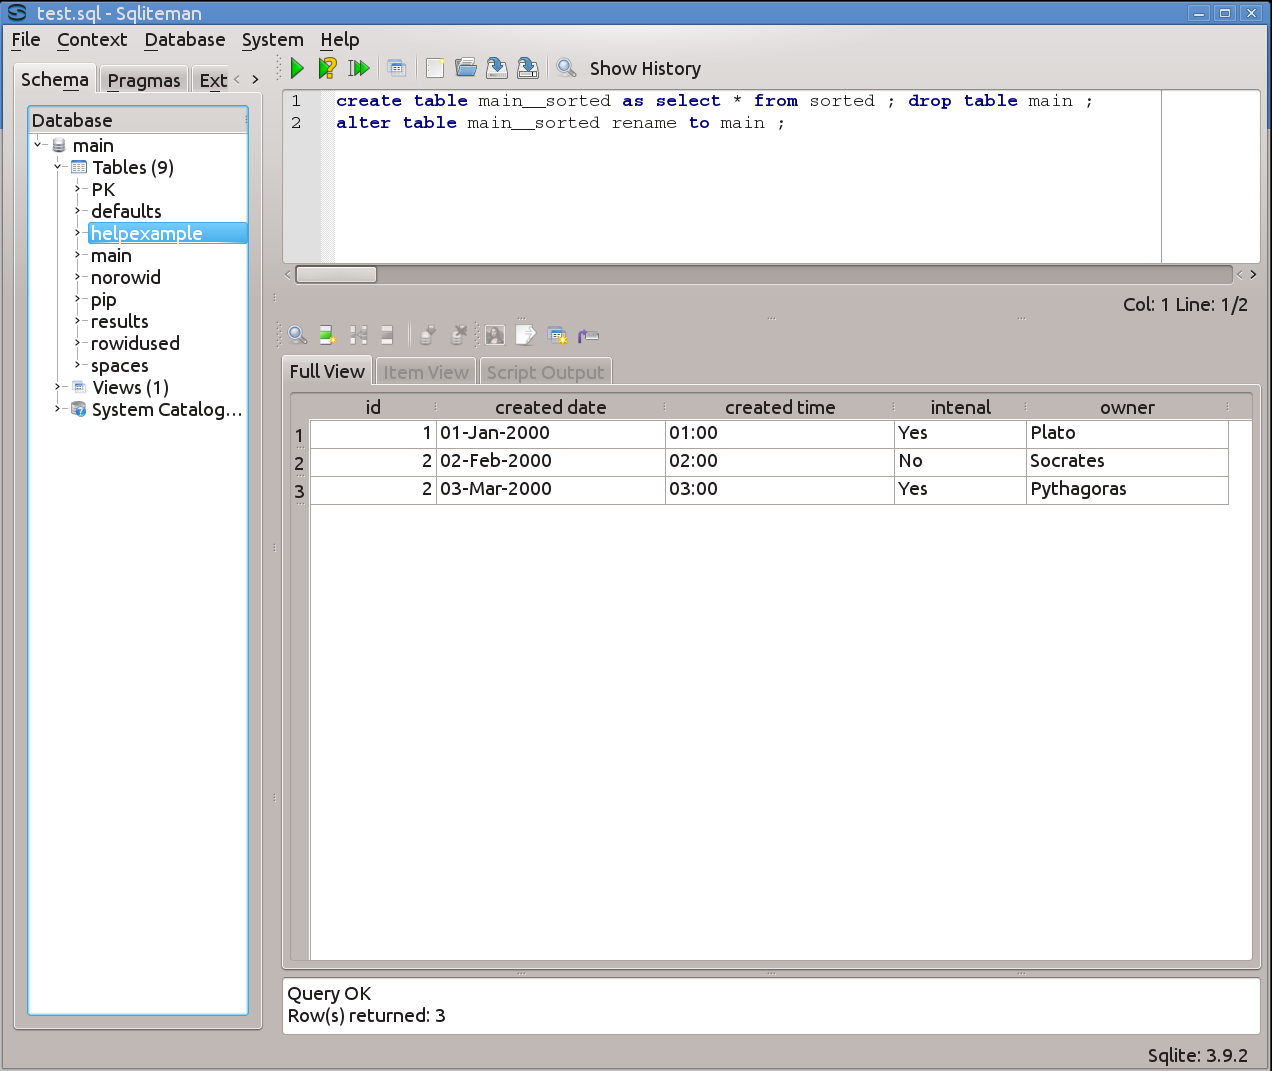 test.sql - Sqliteman
File Context Database System Help
Schema Pragmas Ext
Show History
1 create table main__sorted as select * from sorted ; drop table main ;
2 alter table main__sorted rename to main ;
Database
main
Tables (9)
PK
defaults
helpexample
main
norowid
pip
results
rowidused
spaces
Views (1)
System Catalog...
Col: 1 Line: 1/2
Full View Item View Script Output
id created date created time intenal owner
1 1 01-Jan-2000 01:00 Yes Plato
2 2 02-Feb-2000 02:00 No Socrates
3 2 03-Mar-2000 03:00 Yes Pythagoras
Query OK
Row(s) returned: 3
Sqlite: 3.9.2